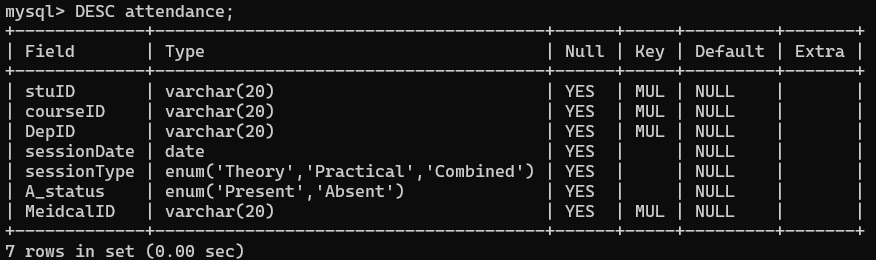 mysql> DESC attendance;
+-------------+----------------------------------------+------+-----+---------+-------+
| Field       | Type                                   | Null | Key | Default | Extra |
+-------------+----------------------------------------+------+-----+---------+-------+
| stuID       | varchar(20)                            | YES  | MUL | NULL    |       |
| courseID    | varchar(20)                            | YES  | MUL | NULL    |       |
| DepID       | varchar(20)                            | YES  | MUL | NULL    |       |
| sessionDate | date                                   | YES  |     | NULL    |       |
| sessionType | enum('Theory','Practical','Combined') | YES  |     | NULL    |       |
| A_status    | enum('Present','Absent')               | YES  |     | NULL    |       |
| MeidcalID   | varchar(20)                            | YES  | MUL | NULL    |       |
+-------------+----------------------------------------+------+-----+---------+-------+
7 rows in set (0.00 sec)